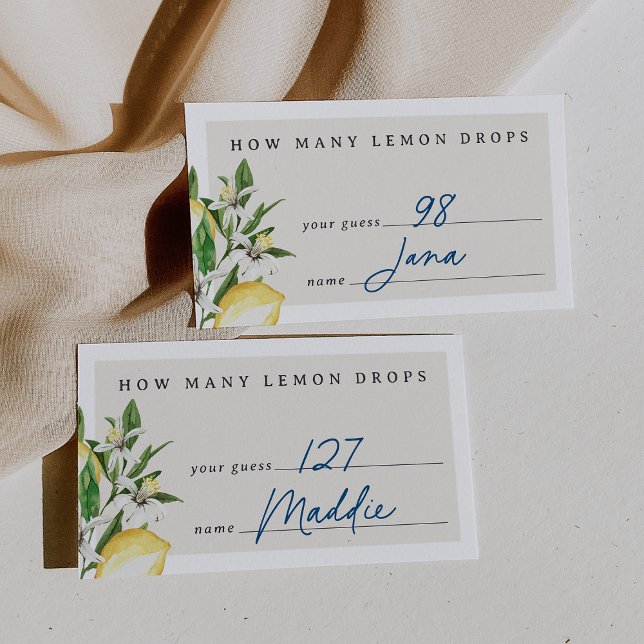 HOW MANY LEMON DROPS
your guess 98
name Jana
HOW MANY LEMON DROPS
your guess 127
name Maddie